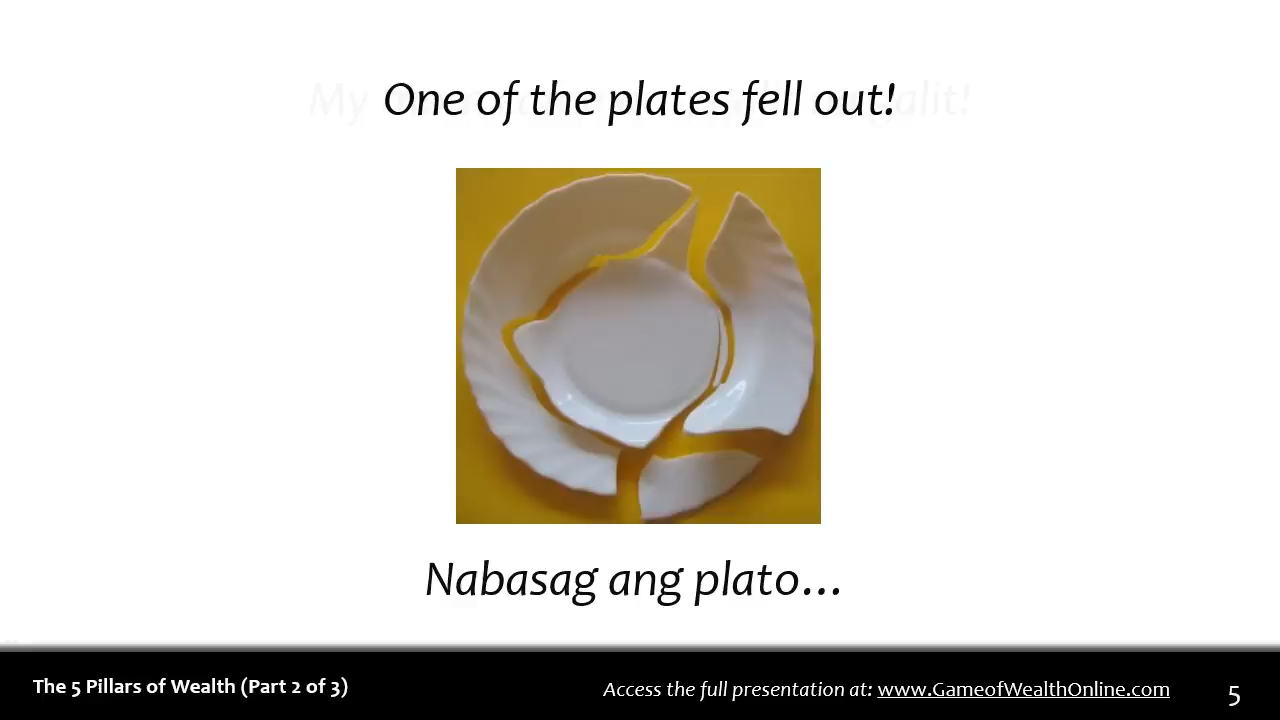 One of the plates fell out!
Nabasag ang plato...
The 5 Pillars of Wealth (Part 2 of 3)
Access the full presentation at: www.GameofWealthOnline.com
5